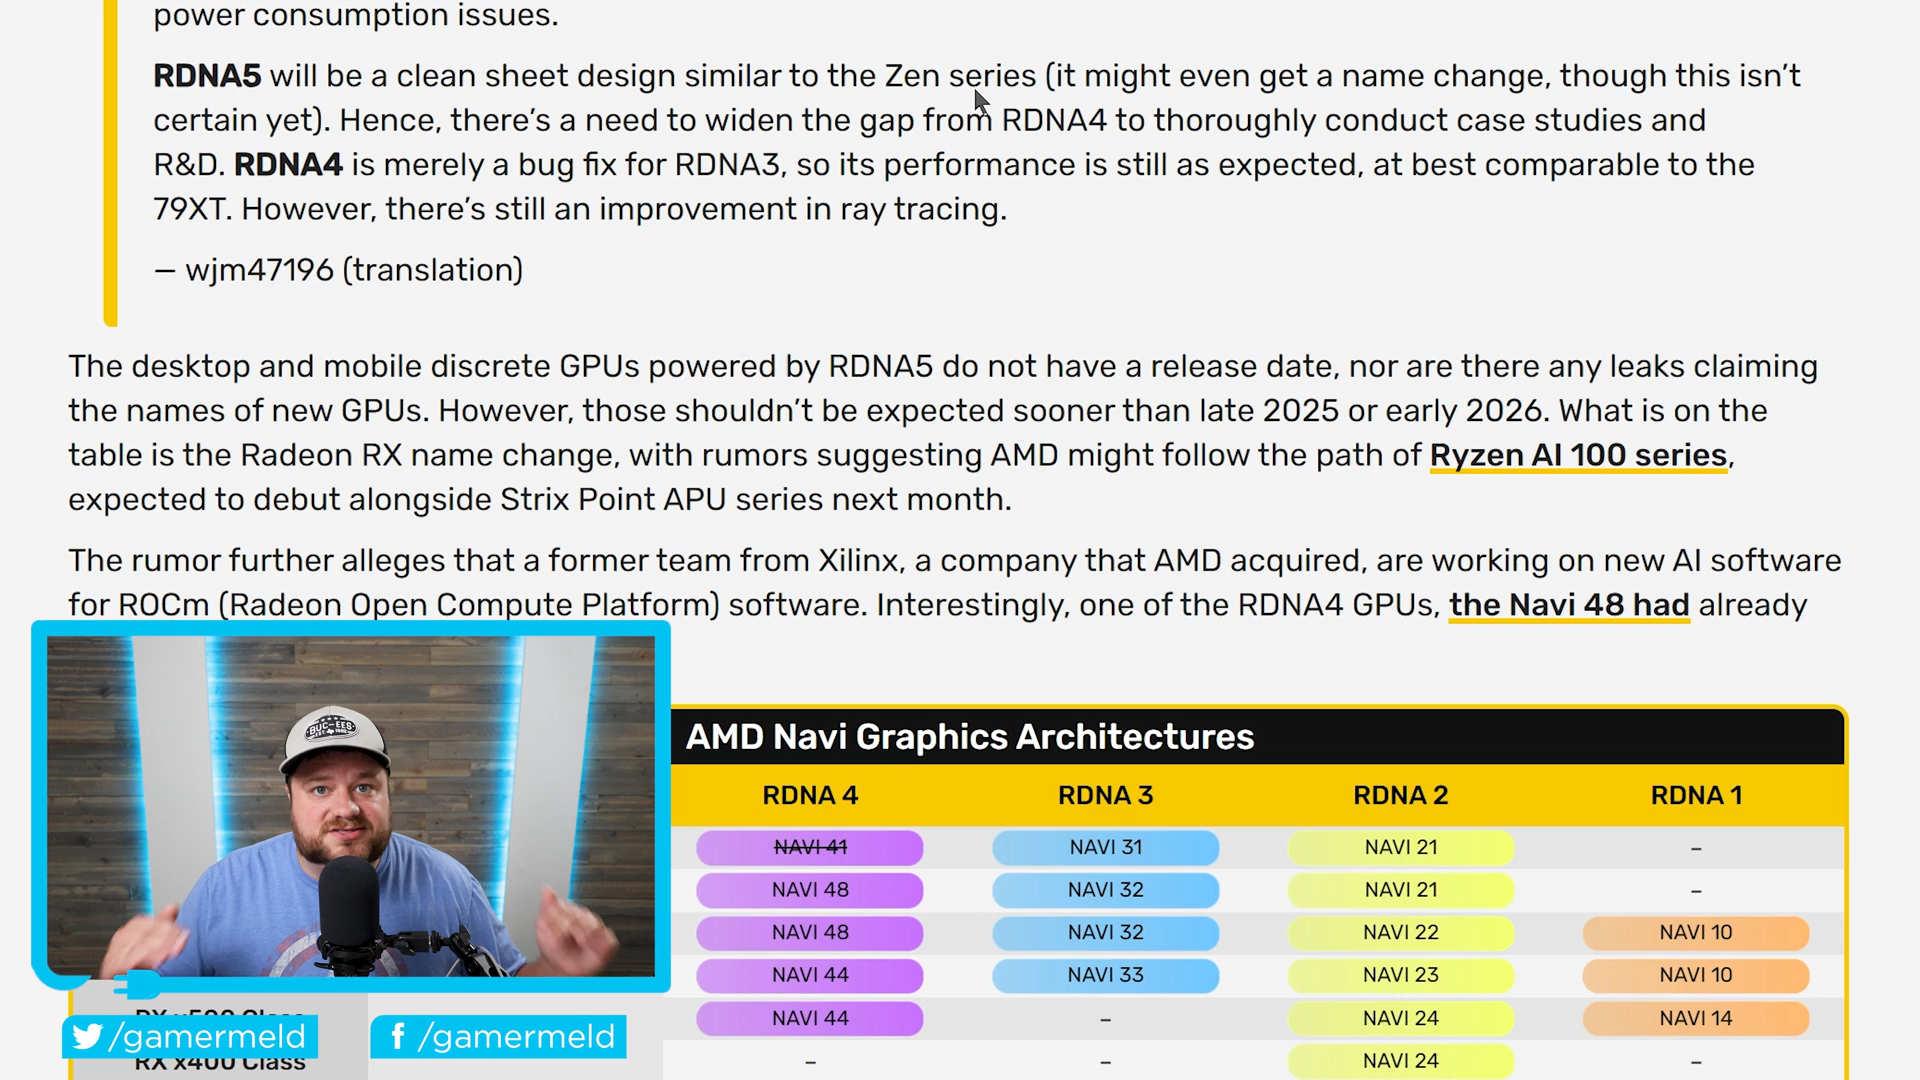 power consumption issues.
RDNA5 will be a clean sheet design similar to the Zen series (it might even get a name change, though this isn't
certain yet). Hence, there's a need to widen the gap from RDNA4 to thoroughly conduct case studies and
R&D. RDNA4 is merely a bug fix for RDNA3, so its performance is still as expected, at best comparable to the
79XT. However, there's still an improvement in ray tracing.
— wjm47196 (translation)
The desktop and mobile discrete GPUs powered by RDNA5 do not have a release date, nor are there any leaks claiming
the names of new GPUs. However, those shouldn't be expected sooner than late 2025 or early 2026. What is on the
table is the Radeon RX name change, with rumors suggesting AMD might follow the path of Ryzen AI 100 series,
expected to debut alongside Strix Point APU series next month.
The rumor further alleges that a former team from Xilinx, a company that AMD acquired, are working on new AI software
for ROCm (Radeon Open Compute Platform) software. Interestingly, one of the RDNA4 GPUs, the Navi 48 had already
BUC-EES
AMD Navi Graphics Architectures
RDNA 4 RDNA 3 RDNA 2 RDNA 1
NAVI 41 NAVI 31 NAVI 21 –
NAVI 48 NAVI 32 NAVI 21 –
NAVI 48 NAVI 32 NAVI 22 NAVI 10
NAVI 44 NAVI 33 NAVI 23 NAVI 10
NAVI 44 – NAVI 24 NAVI 14
RX x400 Class – – NAVI 24 –
/gamermeld
/gamermeld